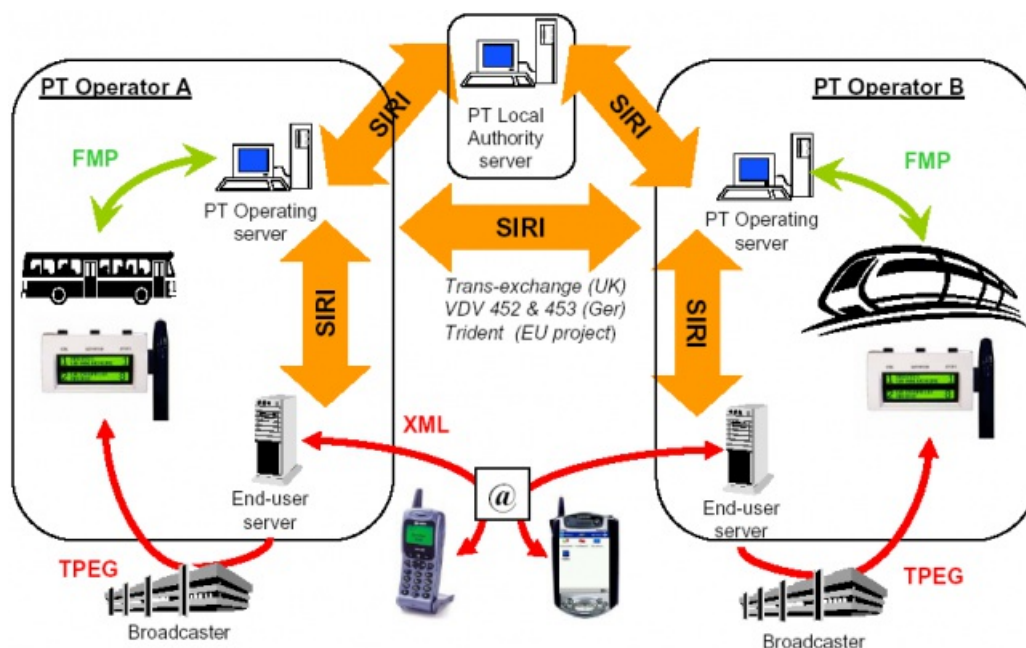 PT Operator A
FMP
PT Operating
server
SIRI
SIRI
PT Local
Authority
server
SIRI
PT Operator B
FMP
PT Operating
server
SIRI
Trans-exchange (UK)
VDV 452 & 453 (Ger)
Trident (EU project)
SIRI
XML
@
End-user
server
End-user
server
TPEG
Broadcaster
TPEG
Broadcaster